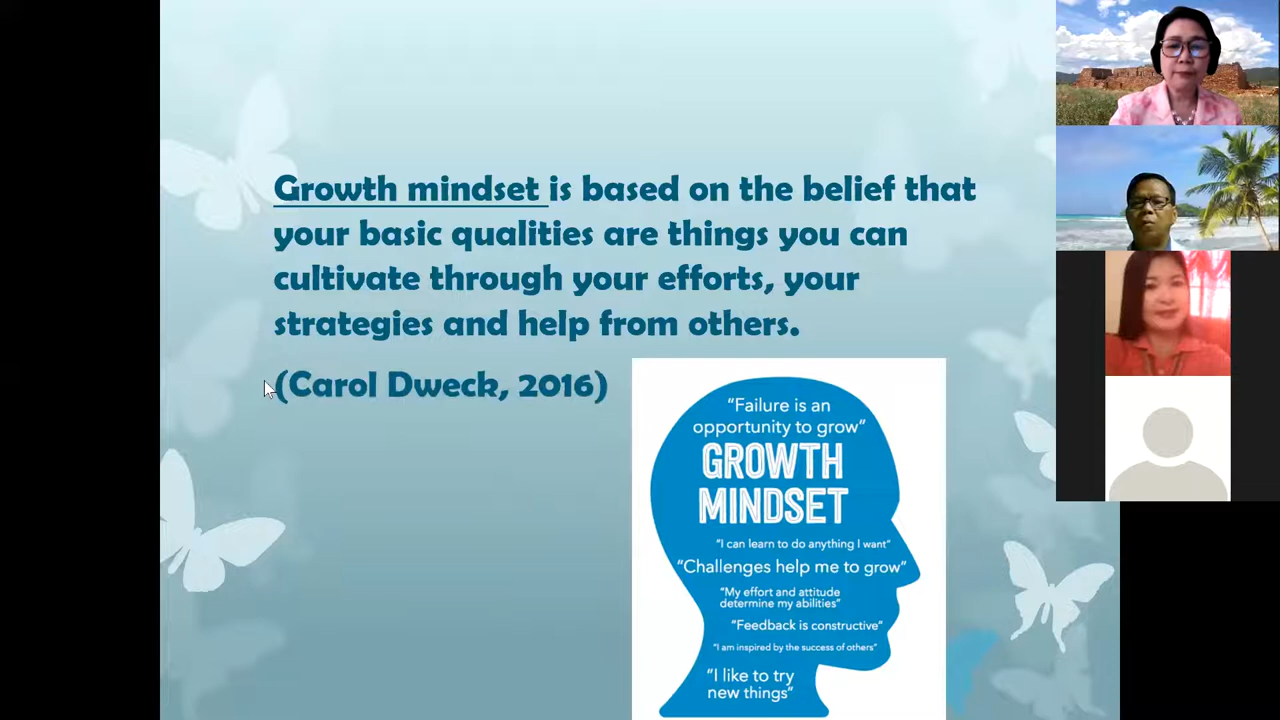 Growth mindset is based on the belief that
your basic qualities are things you can
cultivate through your efforts, your
strategies and help from others.
(Carol Dweck, 2016)
“Failure is an
opportunity to grow”
GROWTH
MINDSET
“I can learn to do anything I want”
“Challenges help me to grow”
“My effort and attitude
determine my abilities”
“Feedback is constructive”
“I am inspired by the success of others”
“I like to try
new things”